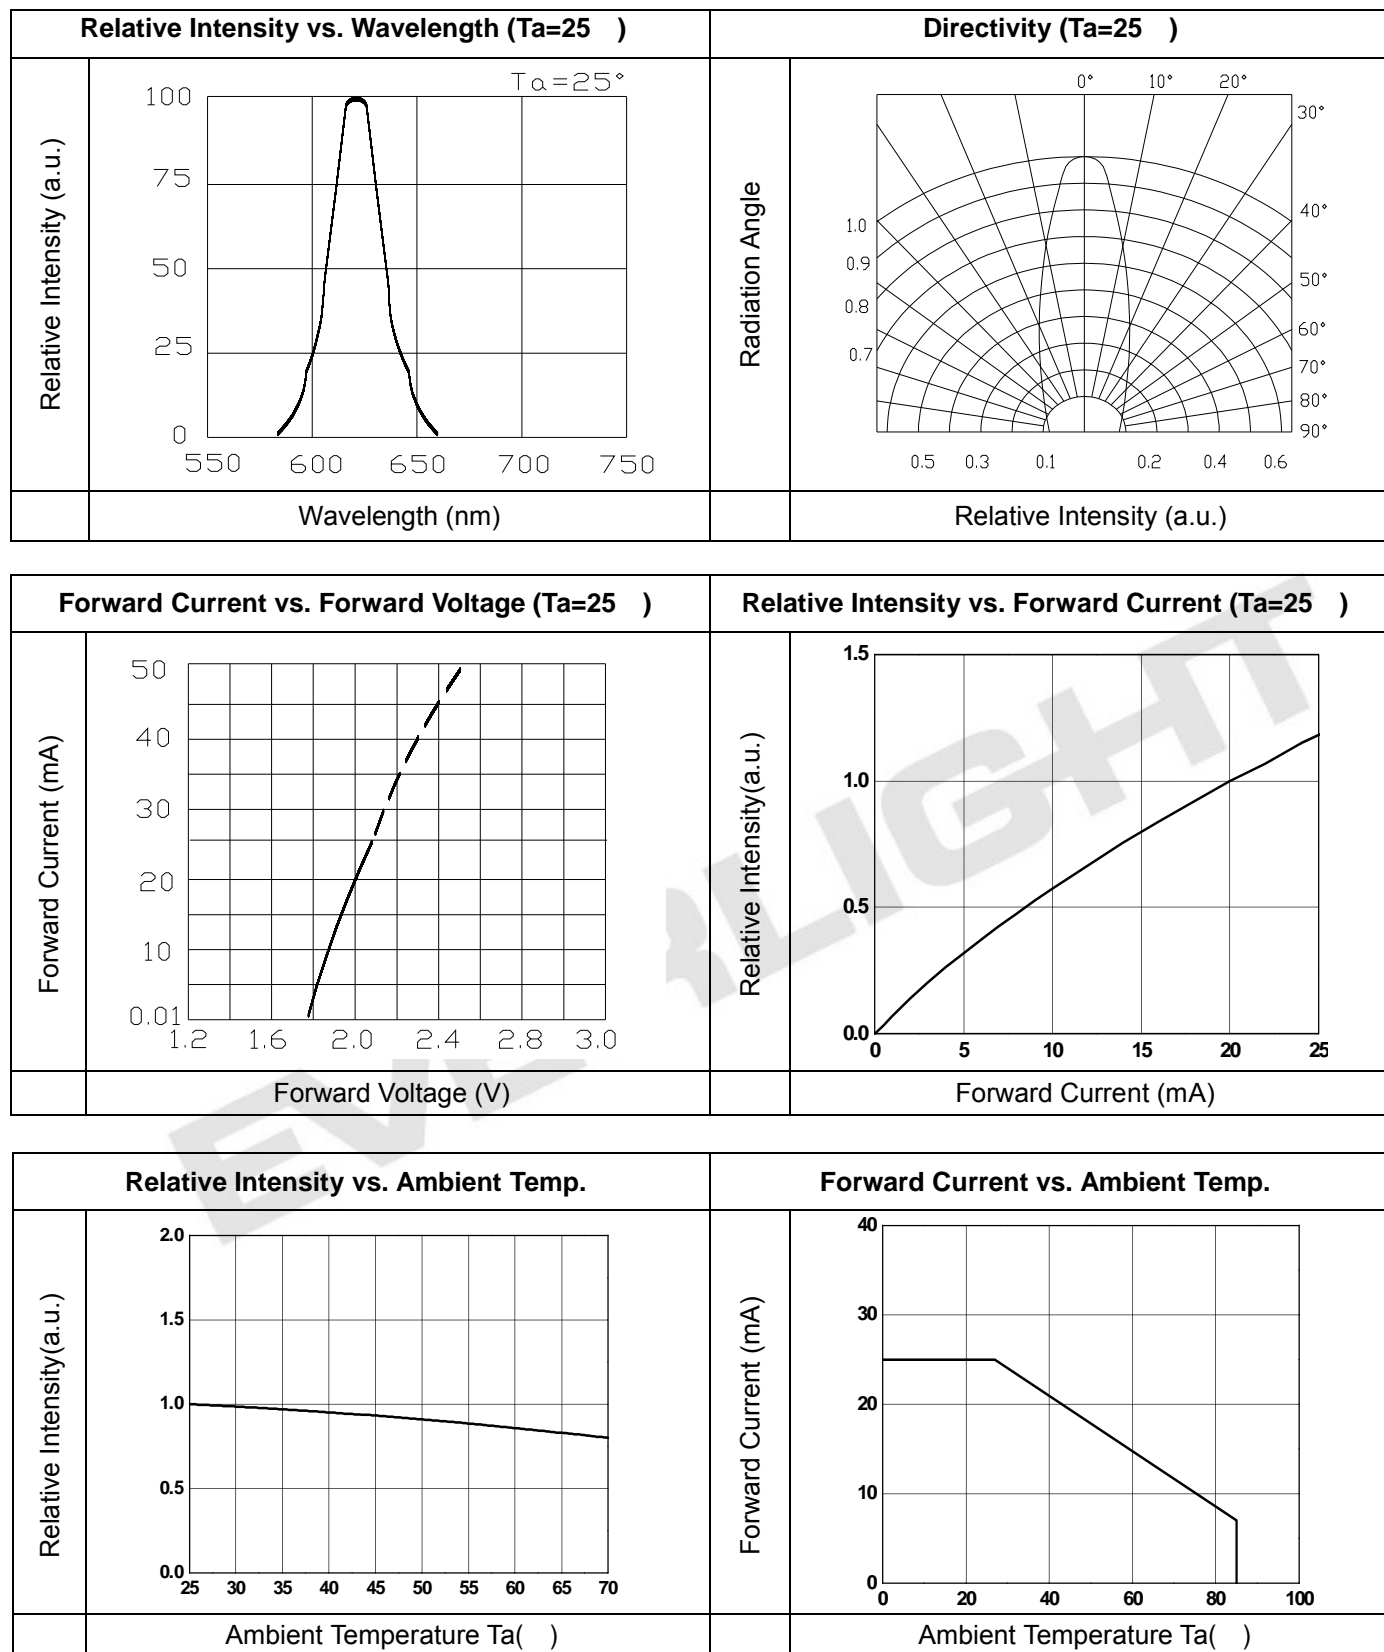 Relative Intensity vs. Wavelength (Ta=25 )
Directivity (Ta=25 )
Relative Intensity (a.u.)
Ta=25°
100
75
50
25
0
550 600 650 700 750
Wavelength (nm)
Radiation Angle
0° 10° 20°
30°
40°
50°
60°
70°
80°
90°
1.0
0.9
0.8
0.7
0.5 0.3 0.1 0.2 0.4 0.6
Relative Intensity (a.u.)
Forward Current vs. Forward Voltage (Ta=25 )
Relative Intensity vs. Forward Current (Ta=25 )
Forward Current (mA)
50
40
30
20
10
0.01
1.2 1.6 2.0 2.4 2.8 3.0
Forward Voltage (V)
Relative Intensity(a.u.)
1.5
1.0
0.5
0.0
0 5 10 15 20 25
Forward Current (mA)
EVERLIGHT
Relative Intensity vs. Ambient Temp.
Forward Current vs. Ambient Temp.
Relative Intensity(a.u.)
2.0
1.5
1.0
0.5
0.0
25 30 35 40 45 50 55 60 65 70
Ambient Temperature Ta( )
Forward Current (mA)
40
30
20
10
0
0 20 40 60 80 100
Ambient Temperature Ta( )